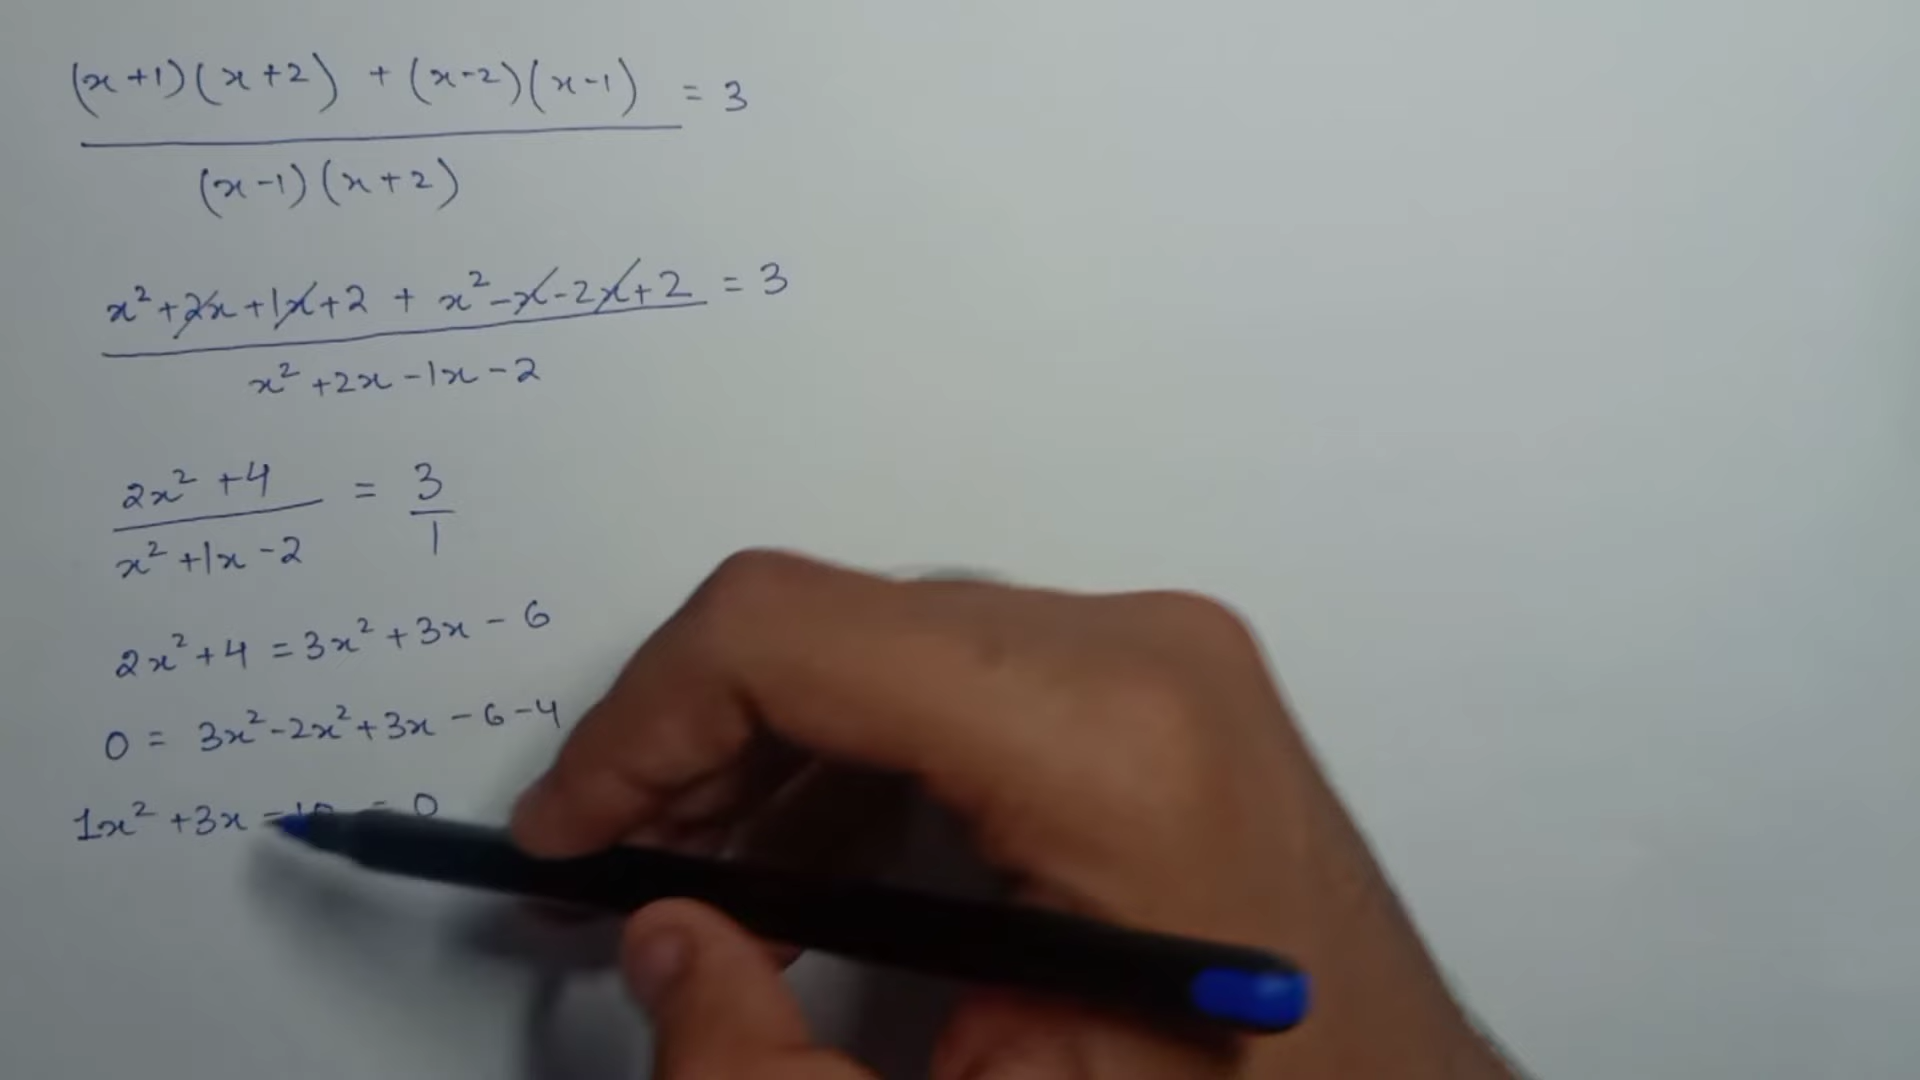 (x+1)(x+2) + (x-2)(x-1) = 3
(x-1)(x+2)
x² +2x+1x+2 + x²-x-2x+2 = 3
x² +2x-1x-2
2x² +4 = 3
x² +1x-2 1
2x²+4 = 3x²+3x-6
0 = 3x²-2x²+3x-6-4
1x² +3x -10 = 0